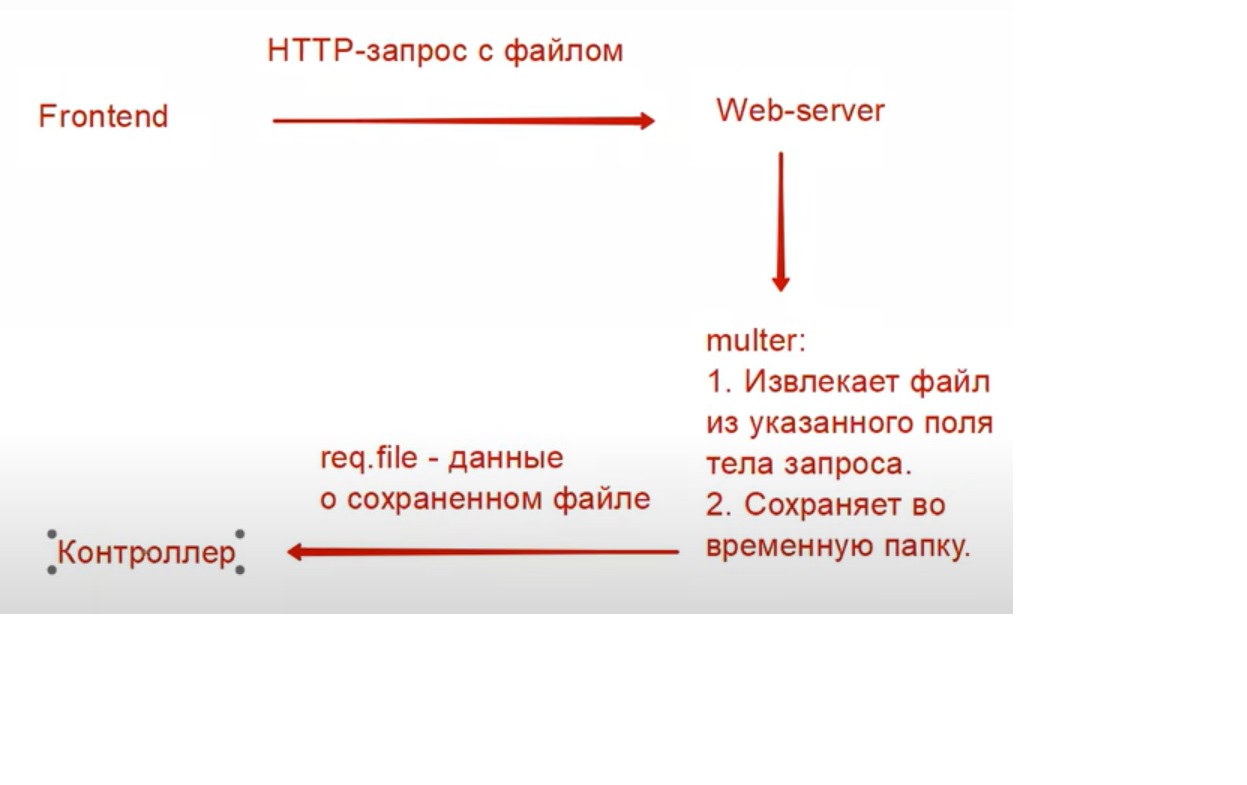 HTTP-запрос с файлом
Frontend
Web-server
multer:
1. Извлекает файл
из указанного поля
тела запроса.
2. Сохраняет во
временную папку.
req.file - данные
о сохраненном файле
Контроллер